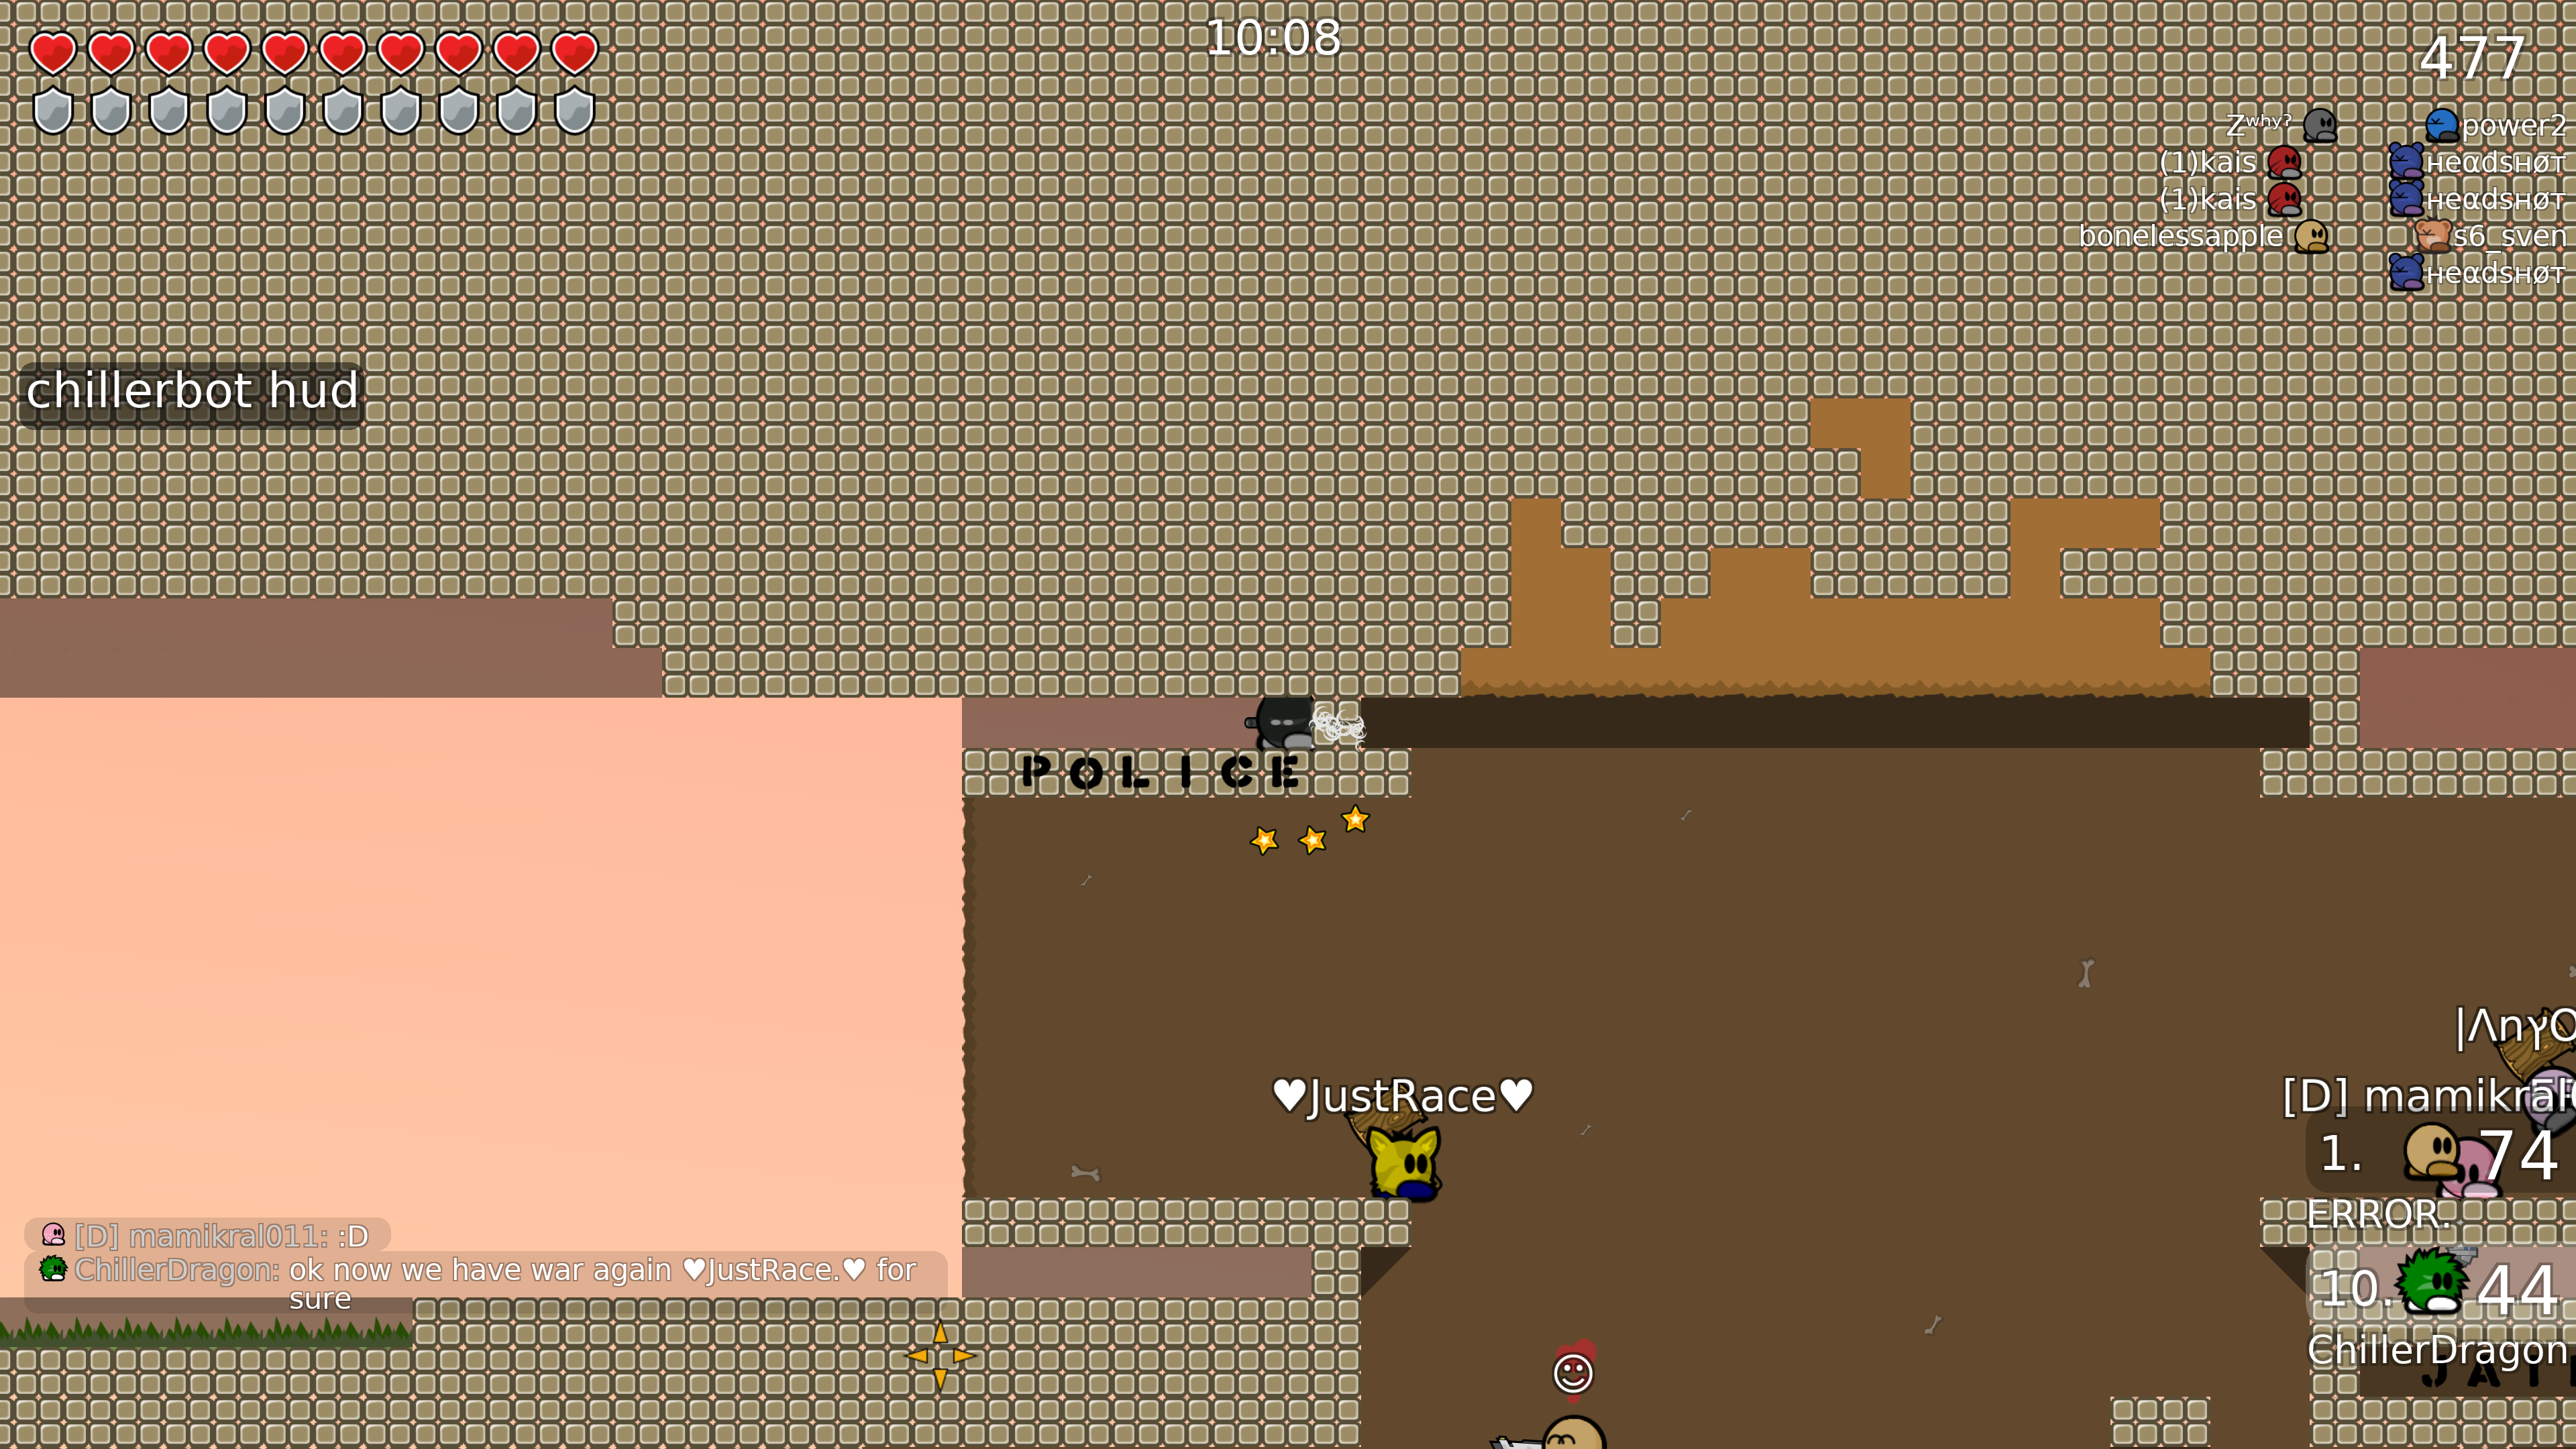 10:08
477
Zwhy? power2
(1)kais нeαdsнøт
(1)kais нeαdsнøт
bonelessapple s6_sven
нeαdsнøт
chillerbot hud
POLICE
♥JustRace♥
[D] mamikral
1. 74
ERROR.
10. 44
ChillerDragon
[D] mamikral011: :D
ChillerDragon: ok now we have war again ♥JustRace.♥ for
sure